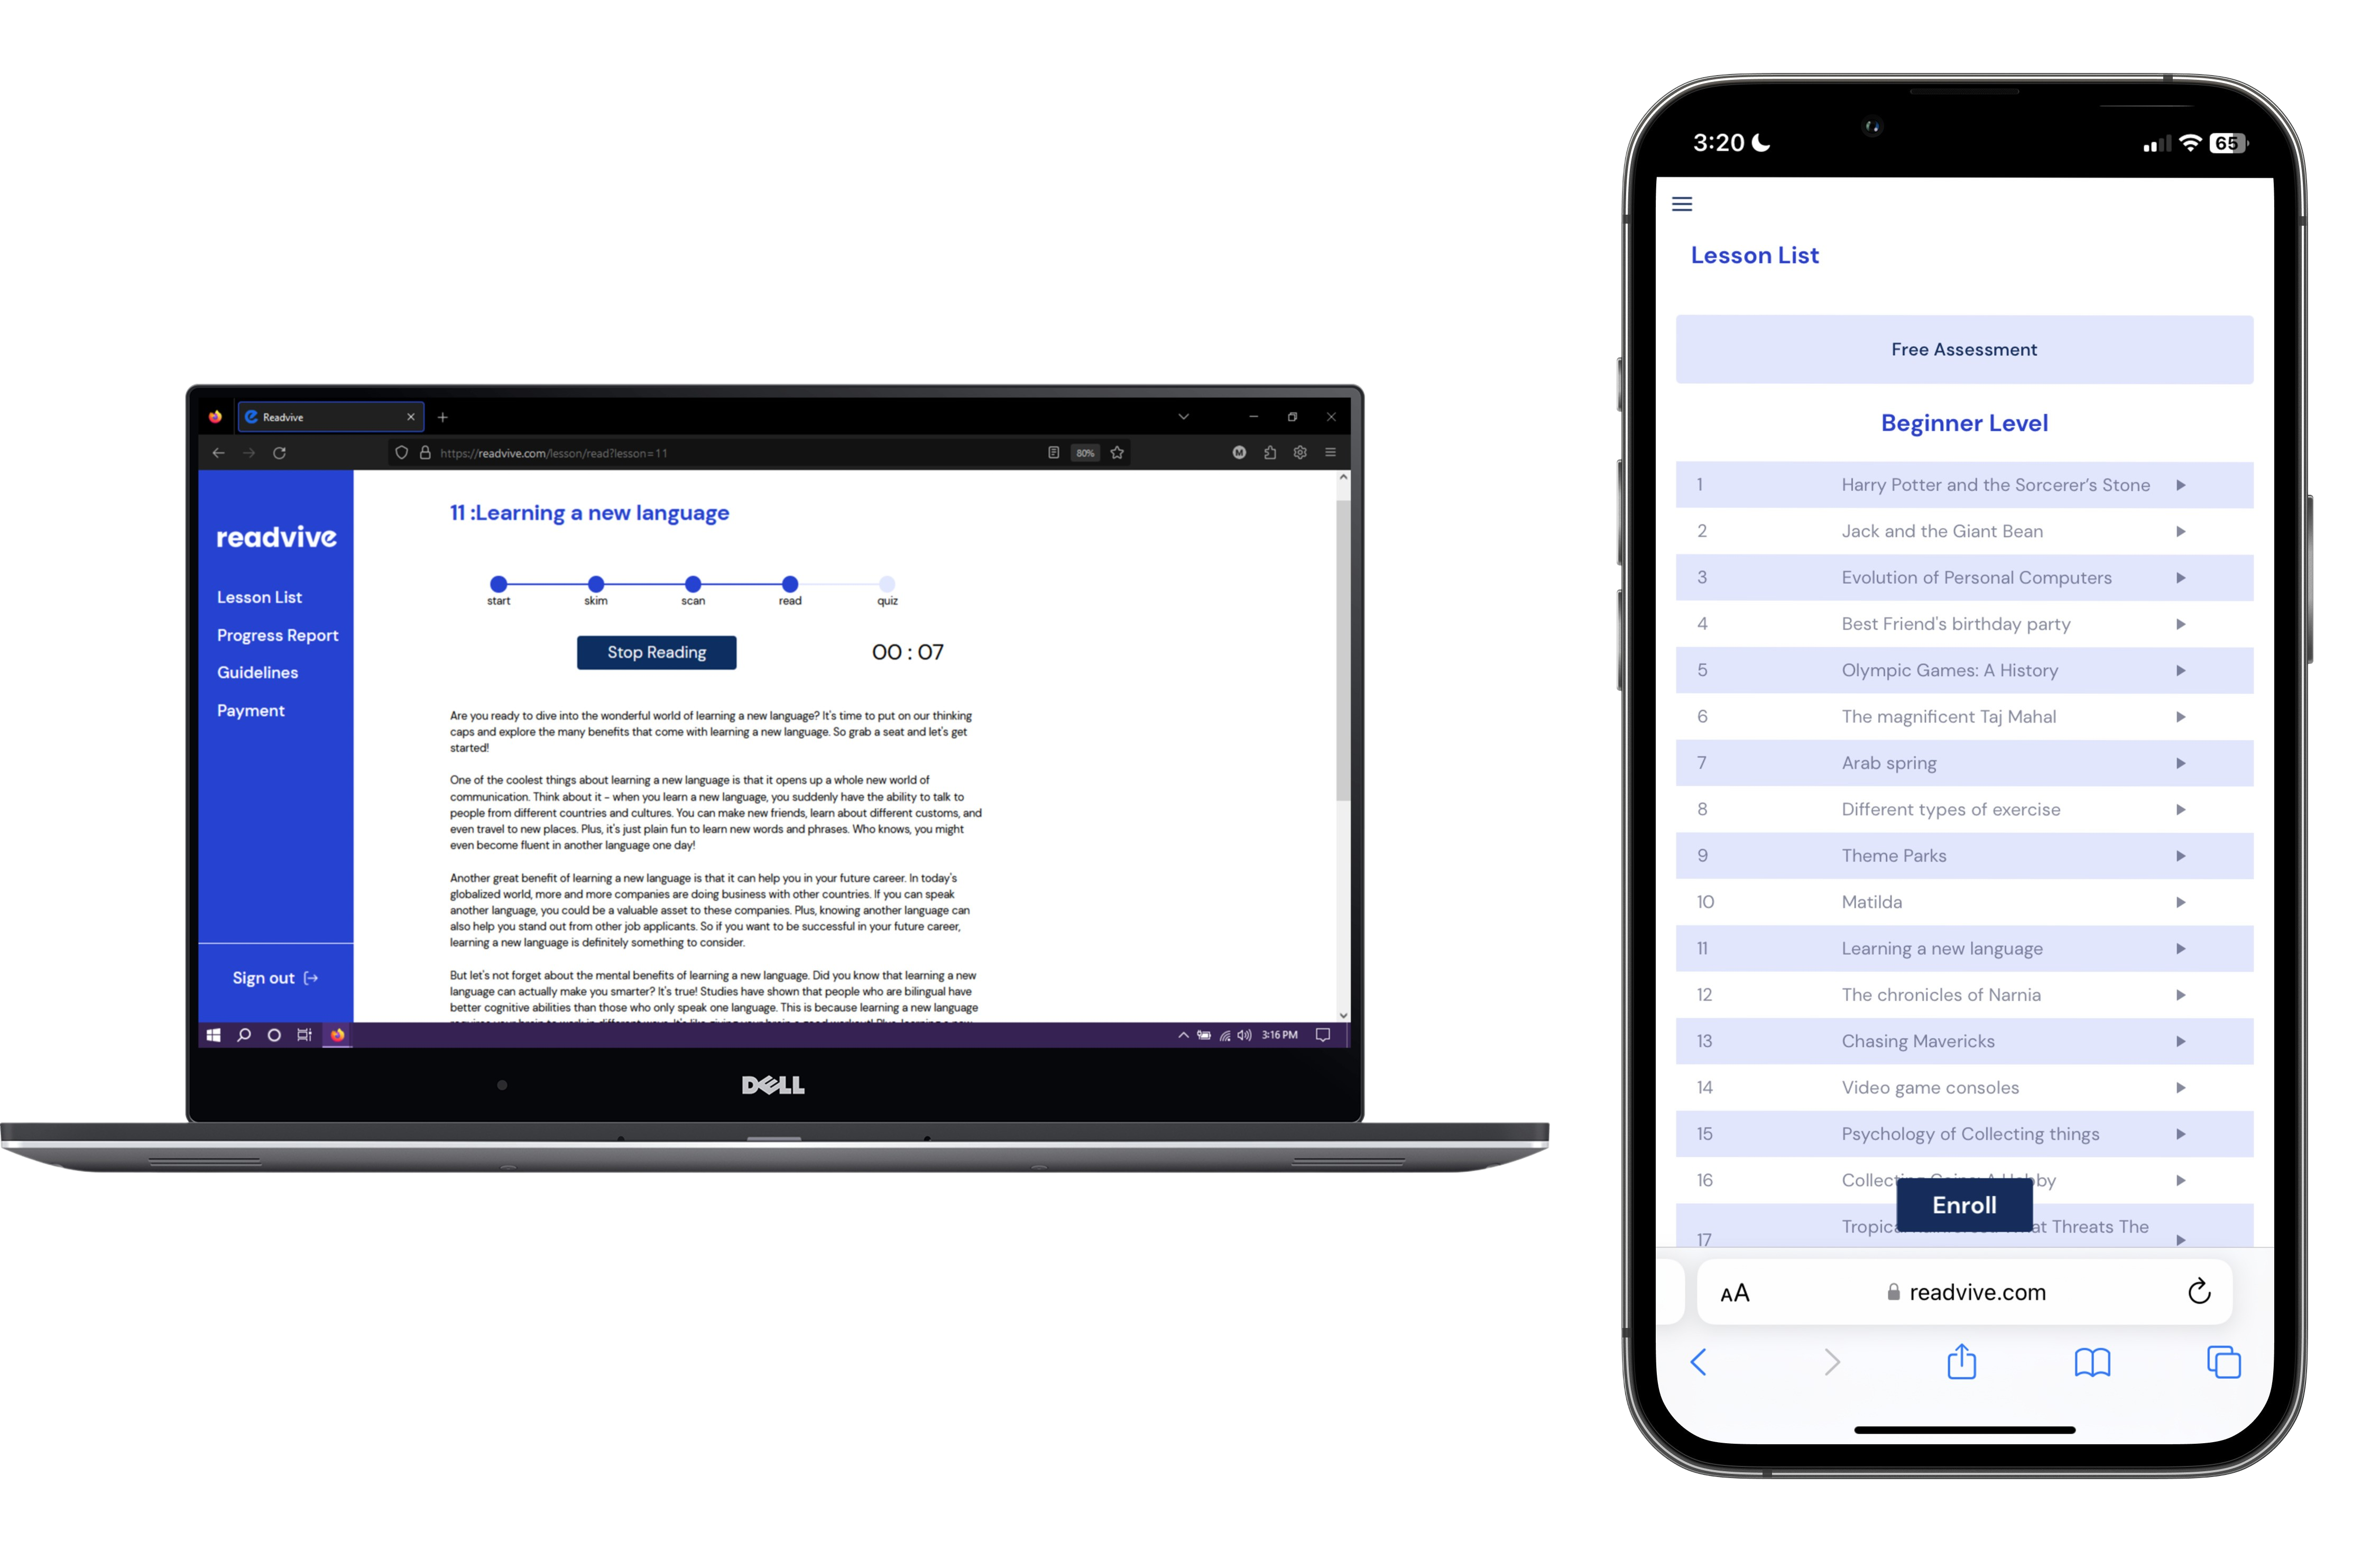 Readvive
https://readvive.com/lesson/read?lesson=11
80%
M
readvive
Lesson List
Progress Report
Guidelines
Payment
Sign out
11 :Learning a new language
start skim scan read quiz
Stop Reading
00 : 07
Are you ready to dive into the wonderful world of learning a new language? It's time to put on our thinking
caps and explore the many benefits that come with learning a new language. So grab a seat and let's get
started!
One of the coolest things about learning a new language is that it opens up a whole new world of
communication. Think about it - when you learn a new language, you suddenly have the ability to talk to
people from different countries and cultures. You can make new friends, learn about different customs, and
even travel to new places. Plus, it's just plain fun to learn new words and phrases. Who knows, you might
even become fluent in another language one day!
Another great benefit of learning a new language is that it can help you in your future career. In today's
globalized world, more and more companies are doing business with other countries. If you can speak
another language, you could be a valuable asset to these companies. Plus, knowing another language can
also help you stand out from other job applicants. So if you want to be successful in your future career,
learning a new language is definitely something to consider.
But let's not forget about the mental benefits of learning a new language. Did you know that learning a new
language can actually make you smarter? It's true! Studies have shown that people who are bilingual have
better cognitive abilities than those who only speak one language. This is because learning a new language
3:16 PM
DELL
3:20
65
Lesson List
Free Assessment
Beginner Level
1 Harry Potter and the Sorcerer's Stone
2 Jack and the Giant Bean
3 Evolution of Personal Computers
4 Best Friend's birthday party
5 Olympic Games: A History
6 The magnificent Taj Mahal
7 Arab spring
8 Different types of exercise
9 Theme Parks
10 Matilda
11 Learning a new language
12 The chronicles of Narnia
13 Chasing Mavericks
14 Video game consoles
15 Psychology of Collecting things
16
Enroll
17 Threats The
AA readvive.com